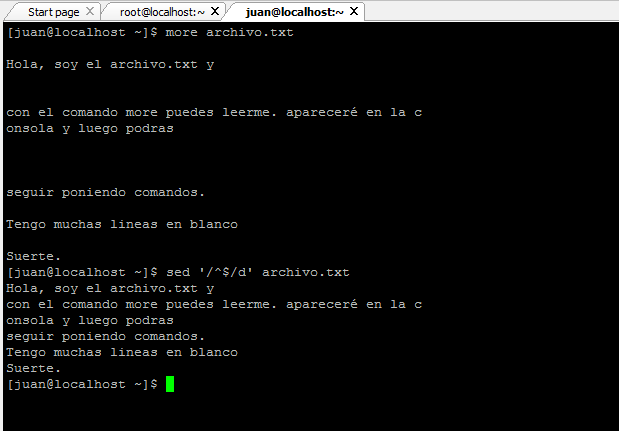 Start page
root@localhost:~
juan@localhost:~
[juan@localhost ~]$ more archivo.txt
Hola, soy el archivo.txt y
con el comando more puedes leerme. apareceré en la c
onsola y luego podras
seguir poniendo comandos.
Tengo muchas lineas en blanco
Suerte.
[juan@localhost ~]$ sed '/^$/d' archivo.txt
Hola, soy el archivo.txt y
con el comando more puedes leerme. apareceré en la c
onsola y luego podras
seguir poniendo comandos.
Tengo muchas lineas en blanco
Suerte.
[juan@localhost ~]$